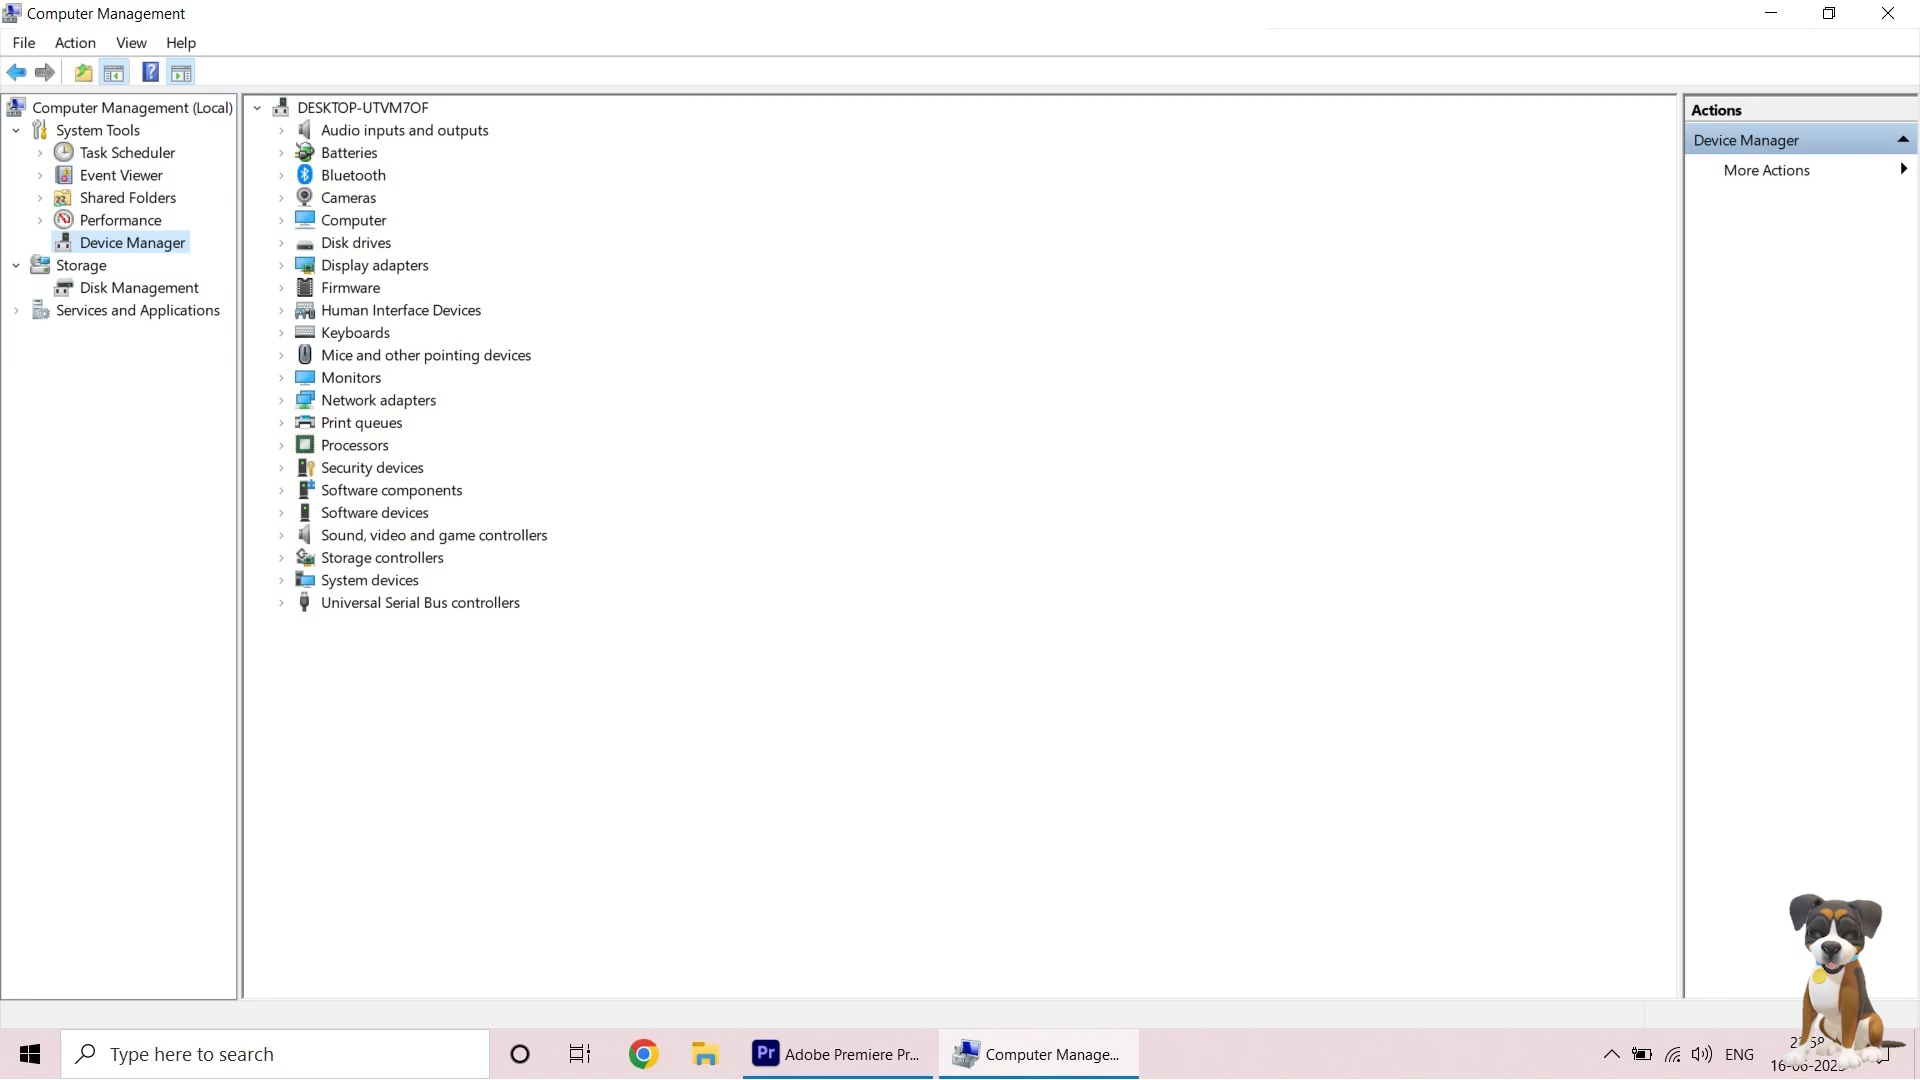 Computer Management
File Action View Help
Computer Management (Local)
System Tools
Task Scheduler
Event Viewer
Shared Folders
Performance
Device Manager
Storage
Disk Management
Services and Applications
DESKTOP-UTVM7OF
Audio inputs and outputs
Batteries
Bluetooth
Cameras
Computer
Disk drives
Display adapters
Firmware
Human Interface Devices
Keyboards
Mice and other pointing devices
Monitors
Network adapters
Print queues
Processors
Security devices
Software components
Software devices
Sound, video and game controllers
Storage controllers
System devices
Universal Serial Bus controllers
Actions
Device Manager
More Actions
Type here to search
Pr Adobe Premiere Pr...
Computer Manage...
ENG